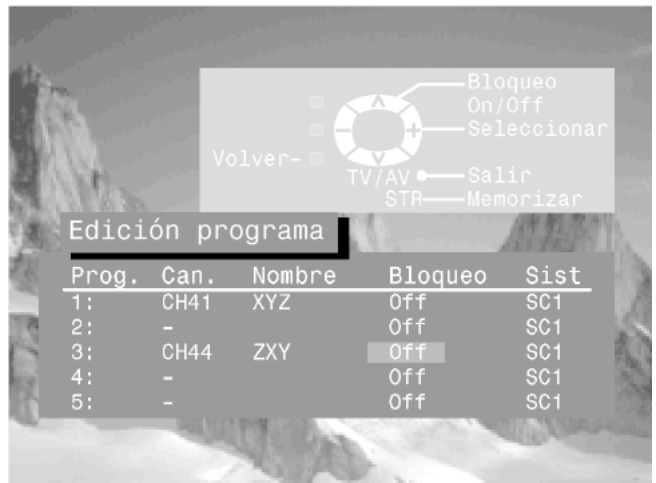 Bloqueo
On/Off
Seleccionar
Volver-
TV/AV Salir
STR Memorizar
Edición programa
Prog. Can. Nombre Bloqueo Sist
1: CH41 XYZ Off SC1
2: - Off SC1
3: CH44 ZXY Off SC1
4: - Off SC1
5: - Off SC1